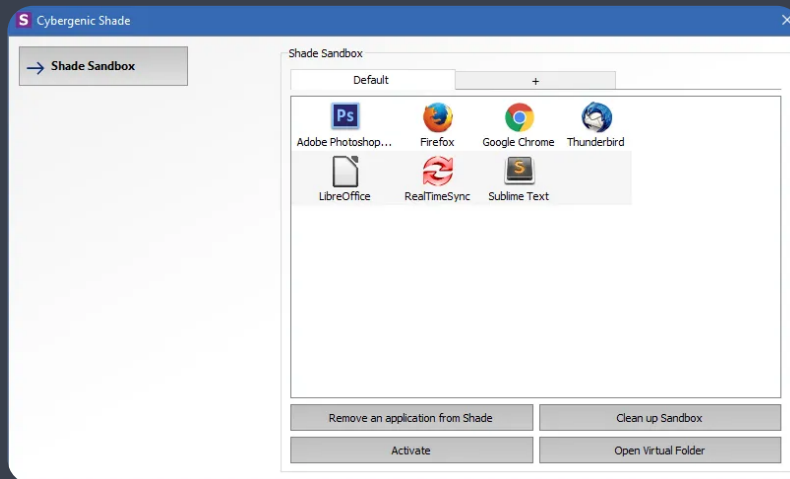 S Cybergenic Shade
Shade Sandbox
Shade Sandbox
Default
+
Ps
Adobe Photoshop...
Firefox
Google Chrome
Thunderbird
S
LibreOffice
RealTimeSync
Sublime Text
Remove an application from Shade
Clean up Sandbox
Activate
Open Virtual Folder